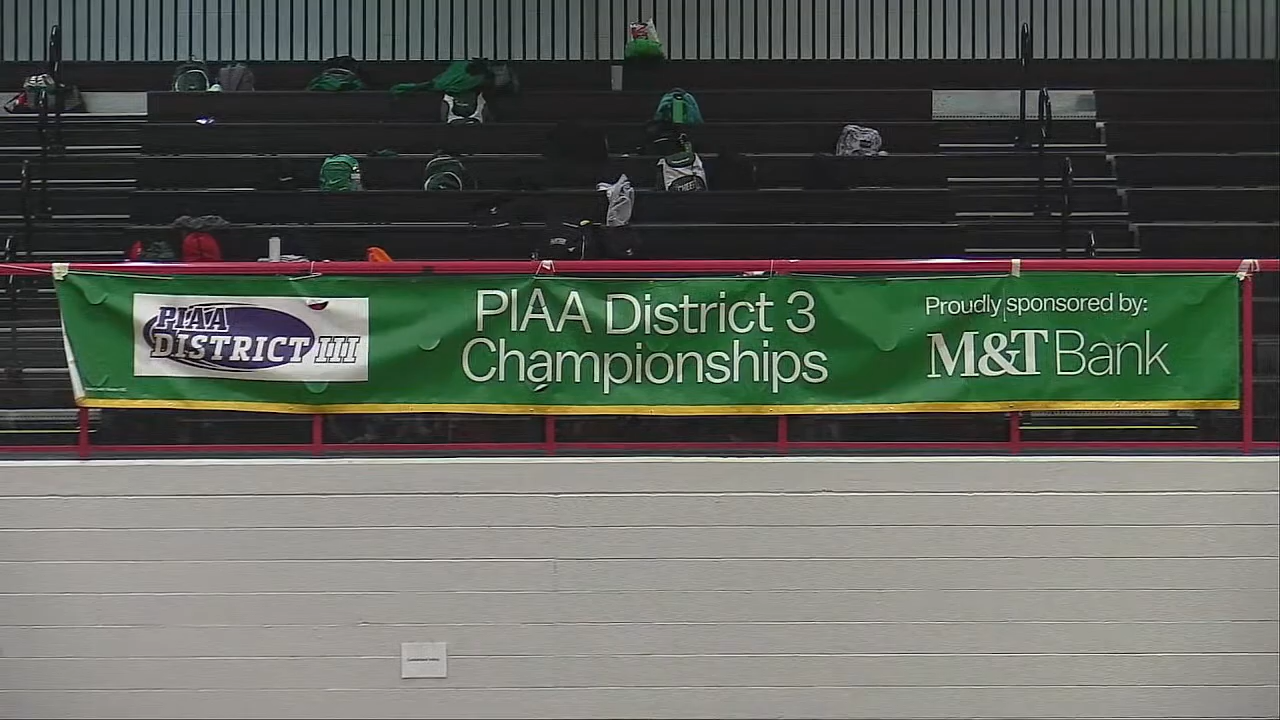 PIAA
DISTRICT III
PIAA District 3
Championships
Proudly sponsored by:
M&T Bank